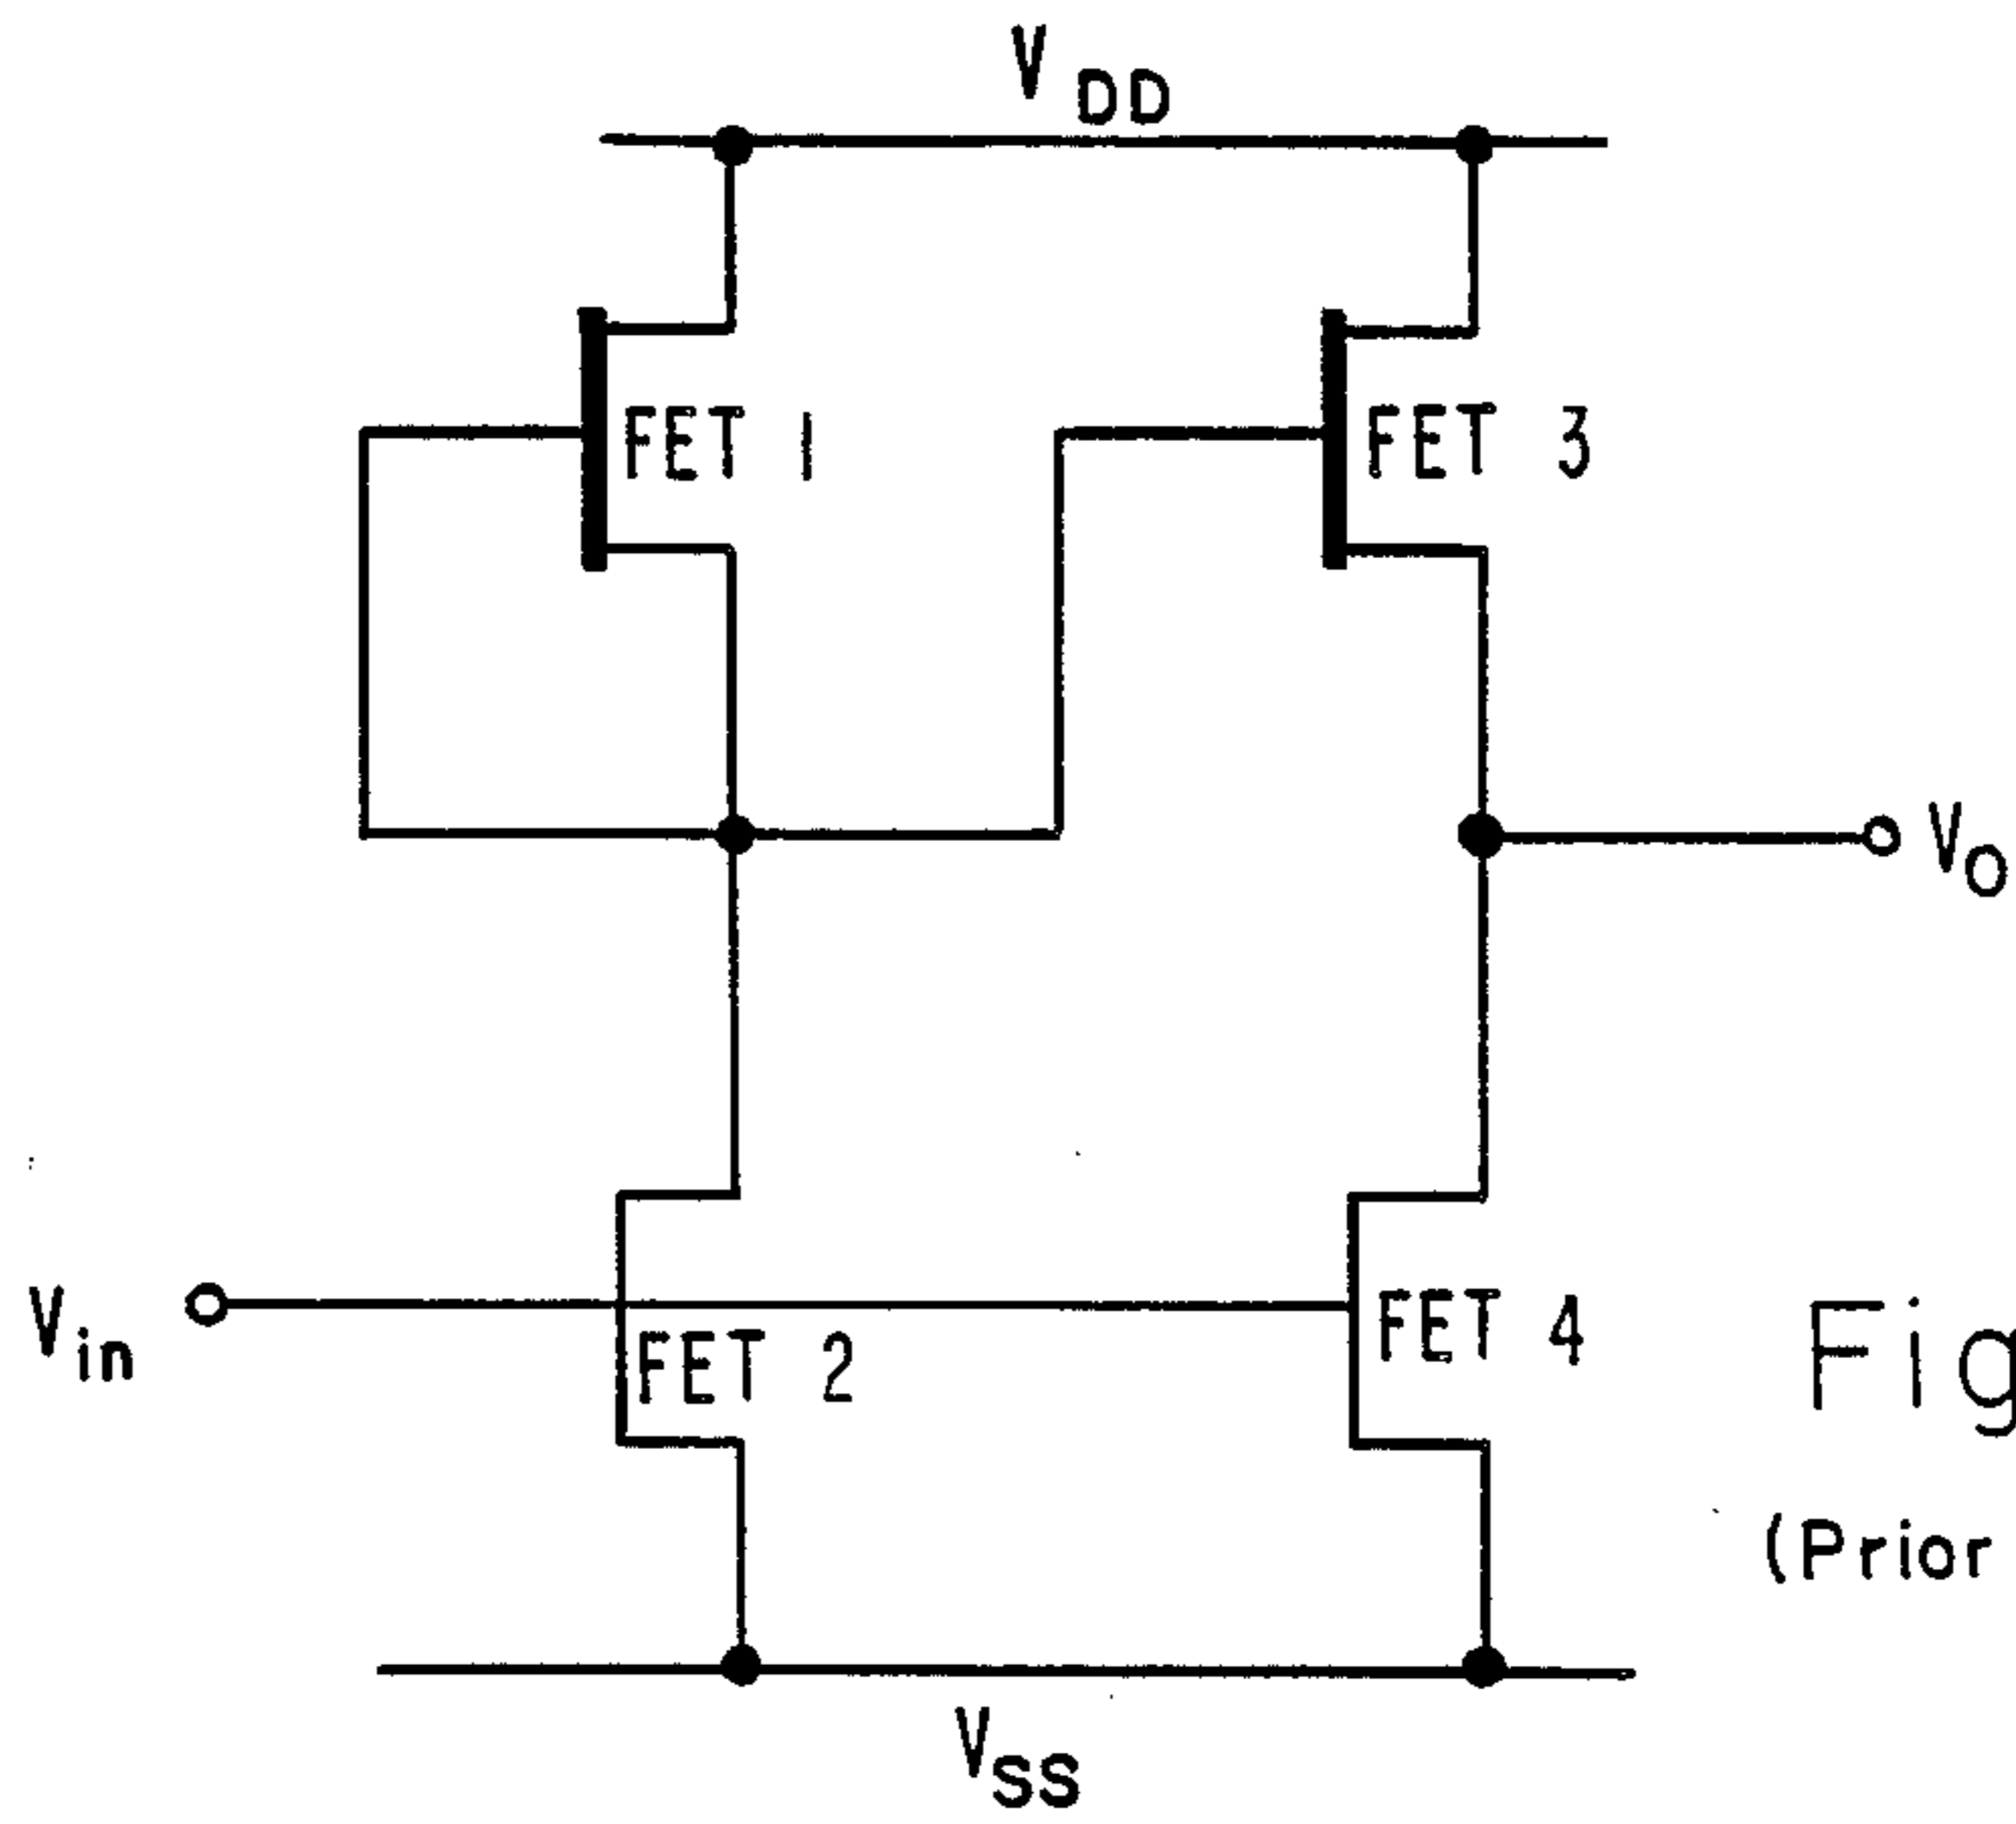 VDD
FET 1
FET 3
VO
Vin
FET 2
FET 4
Fig
(Prior
VSS